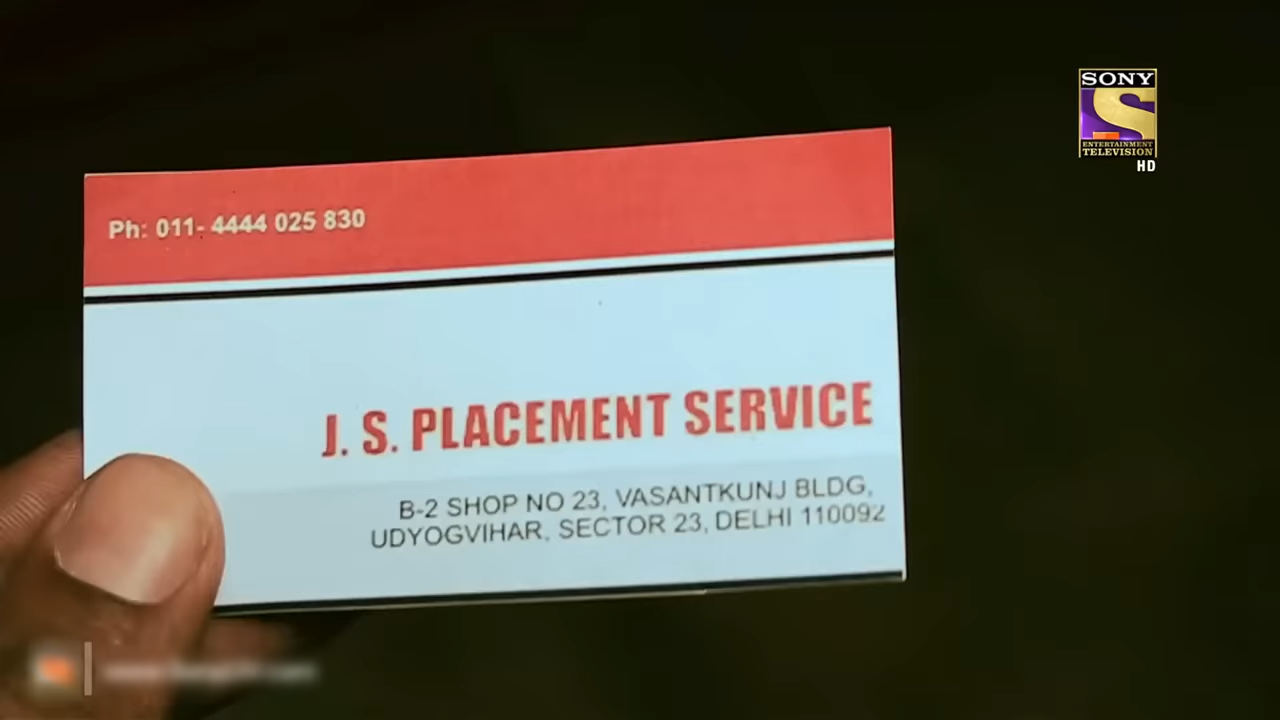 SONY
ENTERTAINMENT
TELEVISION
HD
Ph: 011- 4444 025 830
J. S. PLACEMENT SERVICE
B-2 SHOP NO 23, VASANTKUNJ BLDG,
UDYOGVIHAR, SECTOR 23, DELHI 110092